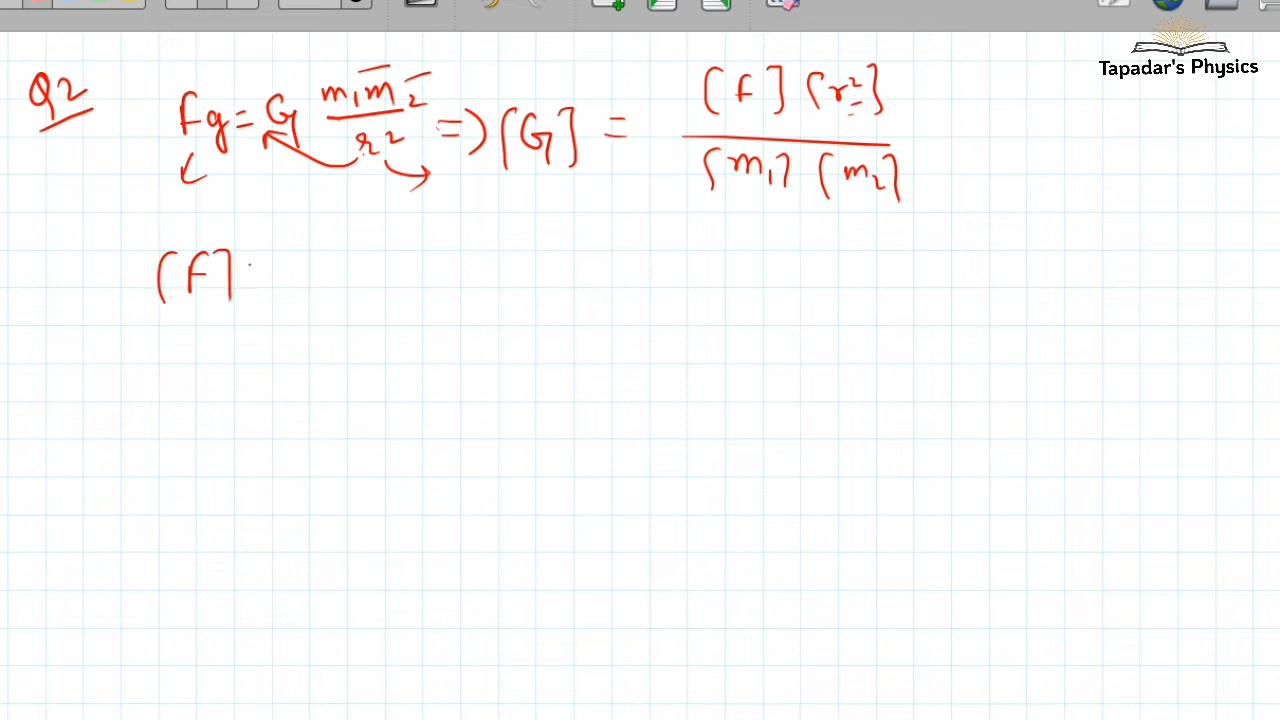 Tapadar's Physics
Q2 Fg = G m₁m₂ / r² => [G] = [F] [r²] / [m₁] [m₂]
[F]